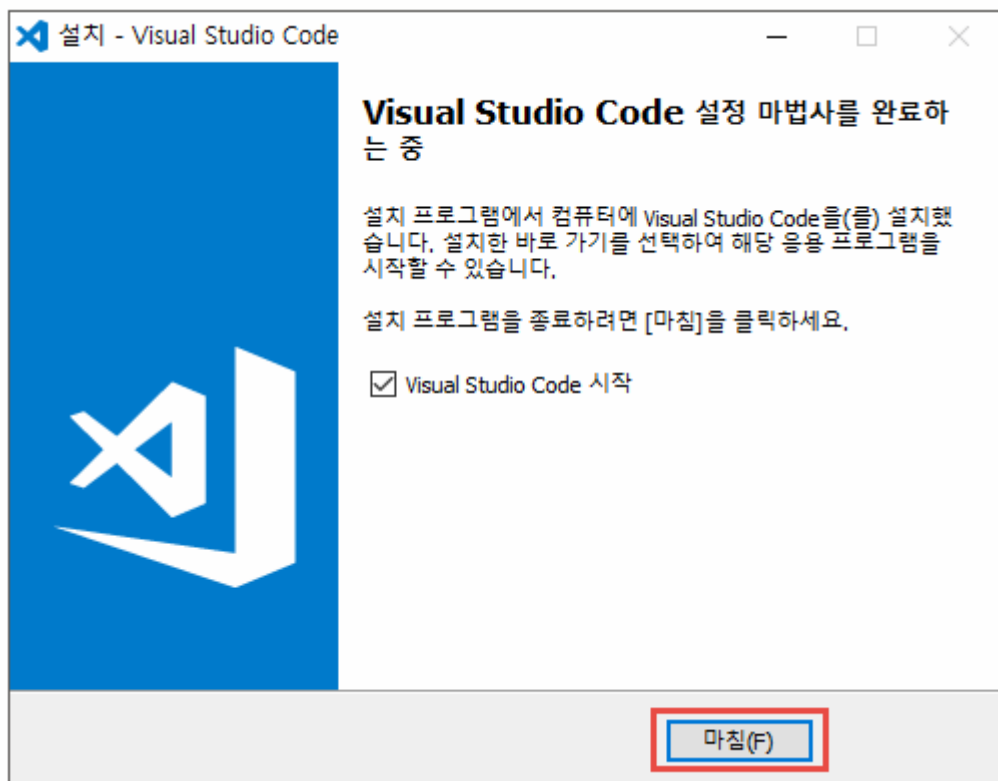 설치 - Visual Studio Code
Visual Studio Code 설정 마법사를 완료하
는 중
설치 프로그램에서 컴퓨터에 Visual Studio Code을(를) 설치했
습니다. 설치한 바로 가기를 선택하여 해당 응용 프로그램을
시작할 수 있습니다.
설치 프로그램을 종료하려면 [마침]을 클릭하세요.
Visual Studio Code 시작
마침(F)